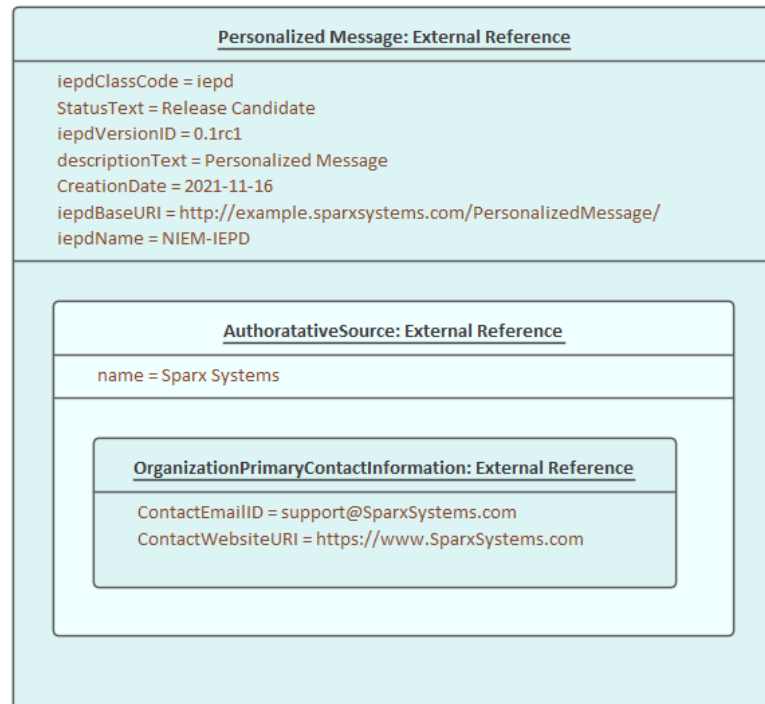 Personalized Message: External Reference
iepdClassCode = iepd
StatusText = Release Candidate
iepdVersionID = 0.1rc1
descriptionText = Personalized Message
CreationDate = 2021-11-16
iepdBaseURI = http://example.sparxsystems.com/PersonalizedMessage/
iepdName = NIEM-IEPD
AuthoratativeSource: External Reference
name = Sparx Systems
OrganizationPrimaryContactInformation: External Reference
ContactEmailID = support@SparxSystems.com
ContactWebsiteURI = https://www.SparxSystems.com